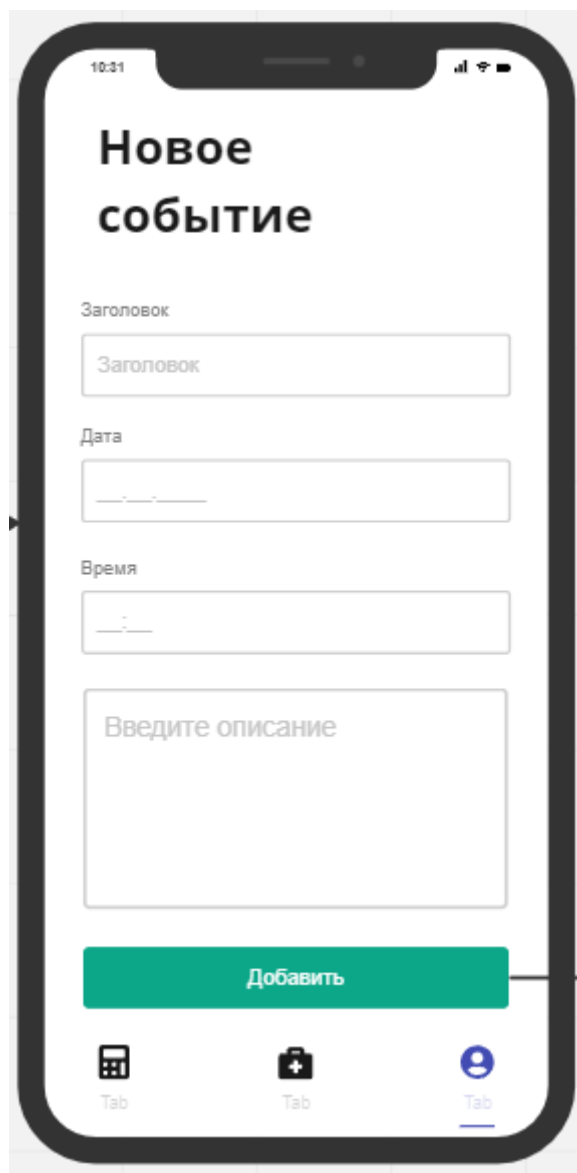 10:31
Новое
событие
Заголовок
Заголовок
Дата
__.__.____
Время
__:__
Введите описание
Добавить
Tab
Tab
Tab